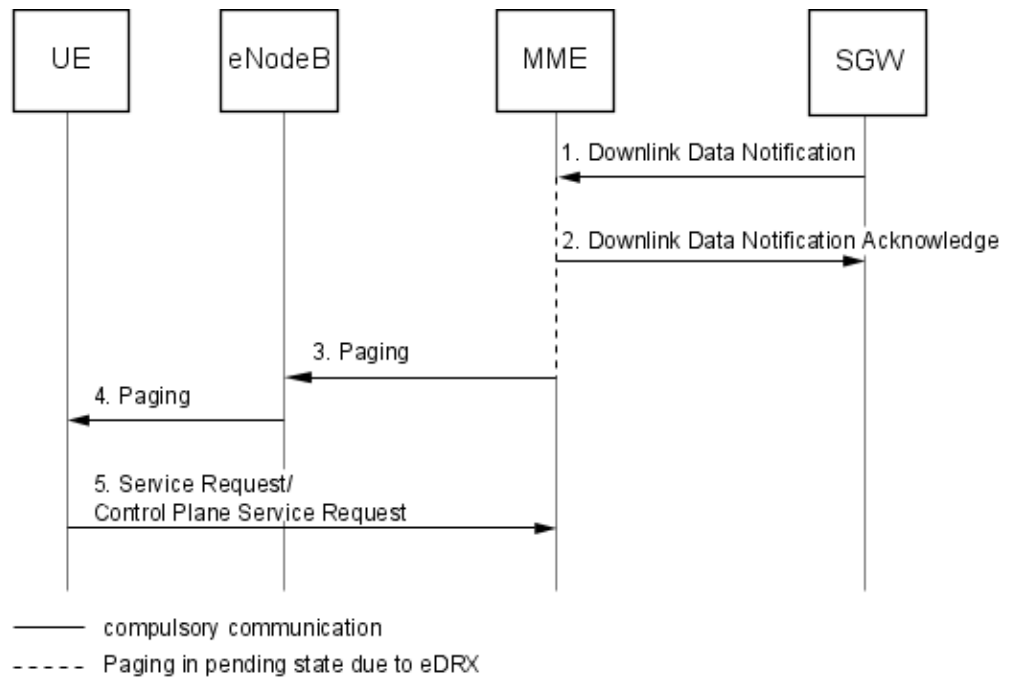 UE
eNodeB
MME
SGW
1. Downlink Data Notification
2. Downlink Data Notification Acknowledge
3. Paging
4. Paging
5. Service Request/
Control Plane Service Request
compulsory communication
Paging in pending state due to eDRX